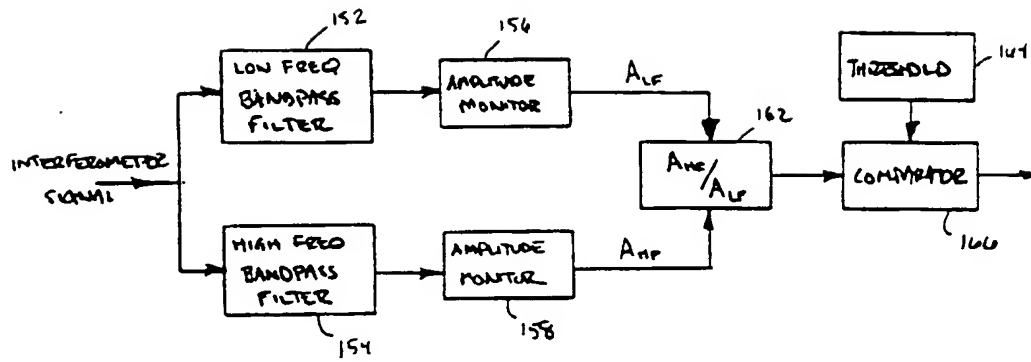 152
LOW FREQ
BANDPASS
FILTER
156
AMPLITUDE
MONITOR
A_LF
THRESHOLD
164
162
INTERFEROMETER
SIGNAL
A_HF/A_LF
COMPARATOR
166
HIGH FREQ
BANDPASS
FILTER
154
AMPLITUDE
MONITOR
158
A_HF